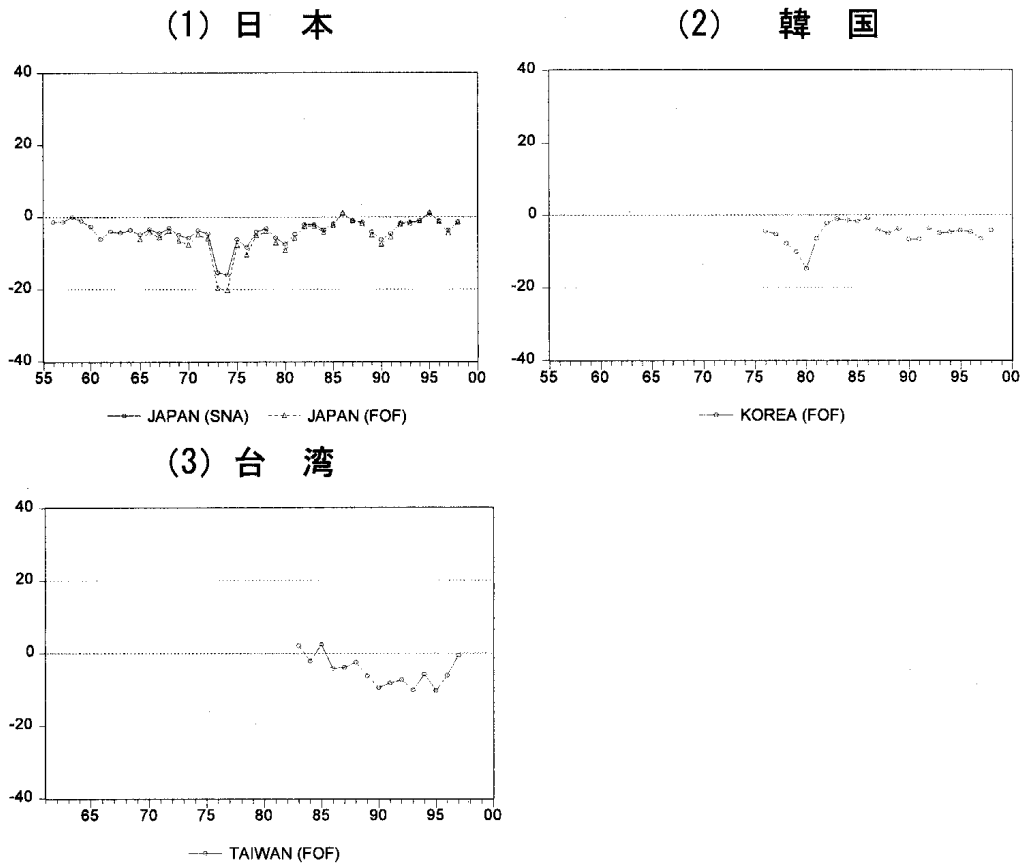 (1) 日 本
40
20
0
-20
-40
55 60 65 70 75 80 85 90 95 00
JAPAN (SNA) JAPAN (FOF)
(2) 韓 国
40
20
0
-20
-40
55 60 65 70 75 80 85 90 95 00
KOREA (FOF)
(3) 台 湾
40
20
0
-20
-40
65 70 75 80 85 90 95 00
TAIWAN (FOF)